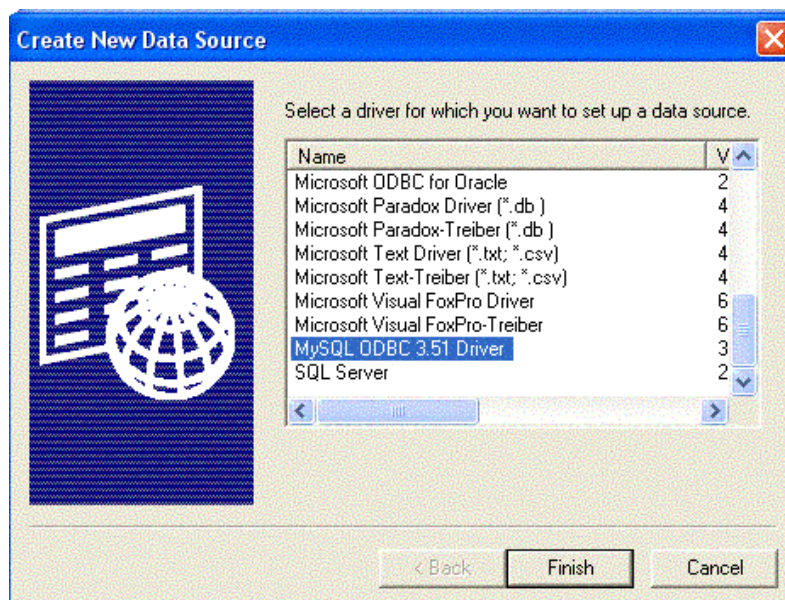 Create New Data Source
Select a driver for which you want to set up a data source.
Name V
Microsoft ODBC for Oracle 2
Microsoft Paradox Driver (*.db ) 4
Microsoft Paradox-Treiber (*.db ) 4
Microsoft Text Driver (*.txt; *.csv) 4
Microsoft Text-Treiber (*.txt; *.csv) 4
Microsoft Visual FoxPro Driver 6
Microsoft Visual FoxPro-Treiber 6
MySQL ODBC 3.51 Driver 3
SQL Server 2
< Back Finish Cancel